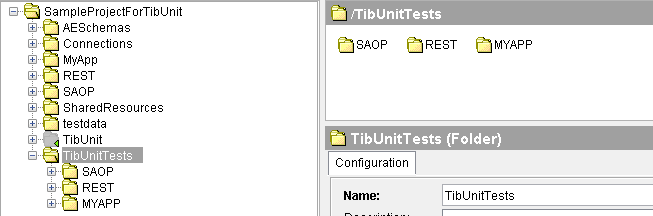 SampleProjectForTibUnit
AESchemas
Connections
MyApp
REST
SAOP
SharedResources
testdata
TibUnit
TibUnitTests
SAOP
REST
MYAPP
/TibUnitTests
SAOP REST MYAPP
TibUnitTests (Folder)
Configuration
Name: TibUnitTests
Description: